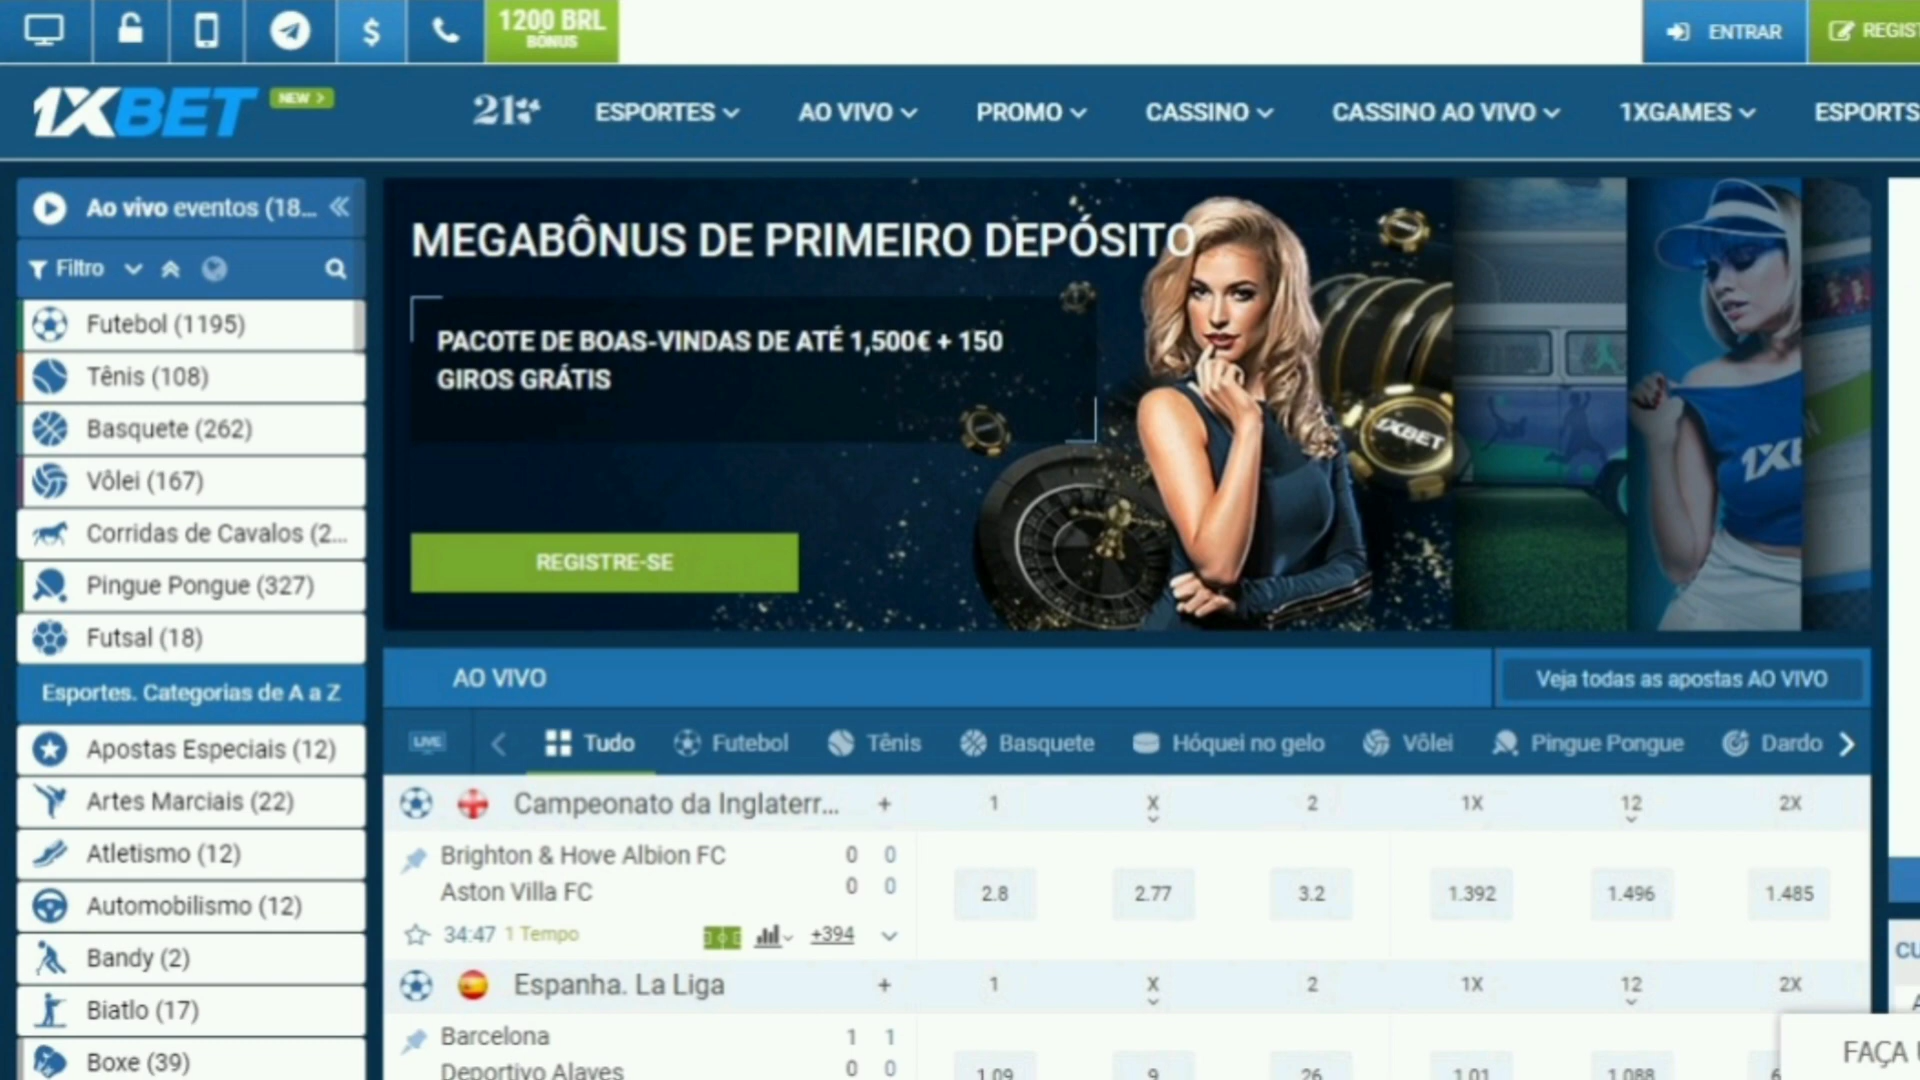 1200 BRL
BÔNUS
ENTRAR
1XBET
NEW >
21
ESPORTES
AO VIVO
PROMO
CASSINO
CASSINO AO VIVO
1XGAMES
ESPORTS
Ao vivo eventos (18...
Filtro
Futebol (1195)
Tênis (108)
Basquete (262)
Vôlei (167)
Corridas de Cavalos (2...
Pingue Pongue (327)
Futsal (18)
Esportes. Categorias de A a Z
Apostas Especiais (12)
Artes Marciais (22)
Atletismo (12)
Automobilismo (12)
Bandy (2)
Biatlo (17)
Boxe (39)
MEGABÔNUS DE PRIMEIRO DEPÓSITO
PACOTE DE BOAS-VINDAS DE ATÉ 1,500€ + 150
GIROS GRÁTIS
REGISTRE-SE
1XBET
AO VIVO
Veja todas as apostas AO VIVO
LIVE
Tudo
Futebol
Tênis
Basquete
Hóquei no gelo
Vôlei
Pingue Pongue
Dardo
Campeonato da Inglaterr... + 1 X 2 1X 12 2X
Brighton & Hove Albion FC 0 0
Aston Villa FC 0 0
2.8 2.77 3.2 1.392 1.496 1.485
34:47 1 Tempo +394
Espanha. La Liga + 1 X 2 1X 12 2X
Barcelona 1 1
Deportivo Alaves 0 0
1.09 9 26 1.01 1.088
FAÇA